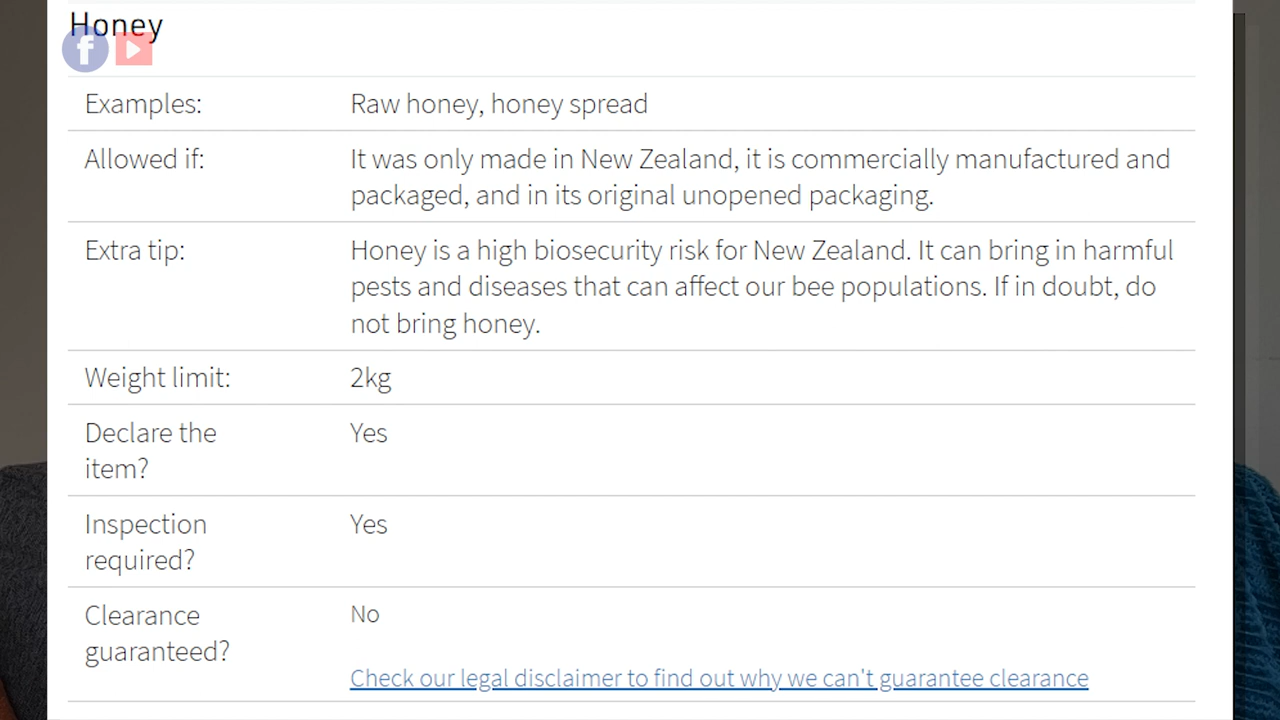 Honey
f
Examples: Raw honey, honey spread
Allowed if: It was only made in New Zealand, it is commercially manufactured and
packaged, and in its original unopened packaging.
Extra tip: Honey is a high biosecurity risk for New Zealand. It can bring in harmful
pests and diseases that can affect our bee populations. If in doubt, do
not bring honey.
Weight limit: 2kg
Declare the Yes
item?
Inspection Yes
required?
Clearance No
guaranteed?
Check our legal disclaimer to find out why we can't guarantee clearance